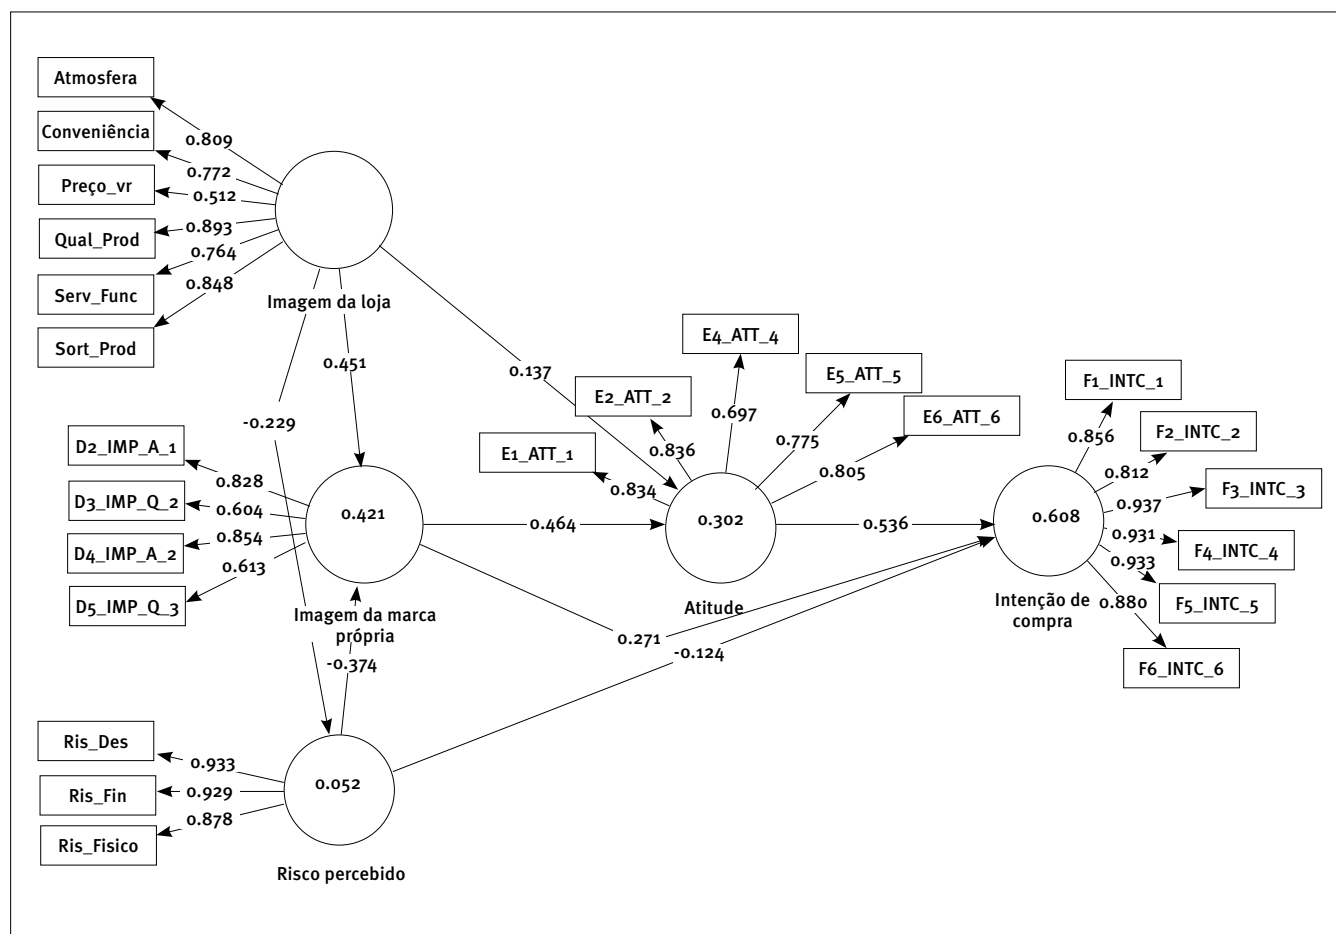 Atmosfera
Conveniência
Preço_vr
Qual_Prod
Serv_Func
Sort_Prod
0.809
0.772
0.512
0.893
0.764
0.848
Imagem da loja
0.451
0.137
-0.229
E4_ATT_4
E5_ATT_5
E2_ATT_2
E6_ATT_6
E1_ATT_1
0.697
0.775
0.836
0.805
0.834
F1_INTC_1
F2_INTC_2
F3_INTC_3
F4_INTC_4
F5_INTC_5
F6_INTC_6
0.856
0.812
0.937
0.931
0.933
0.880
D2_IMP_A_1
D3_IMP_Q_2
D4_IMP_A_2
D5_IMP_Q_3
0.828
0.604
0.854
0.613
0.421
0.464
0.302
0.536
0.608
Imagem da marca
própria
Atitude
Intenção de
compra
0.271
-0.124
-0.374
Ris_Des
Ris_Fin
Ris_Fisico
0.933
0.929
0.878
0.052
Risco percebido